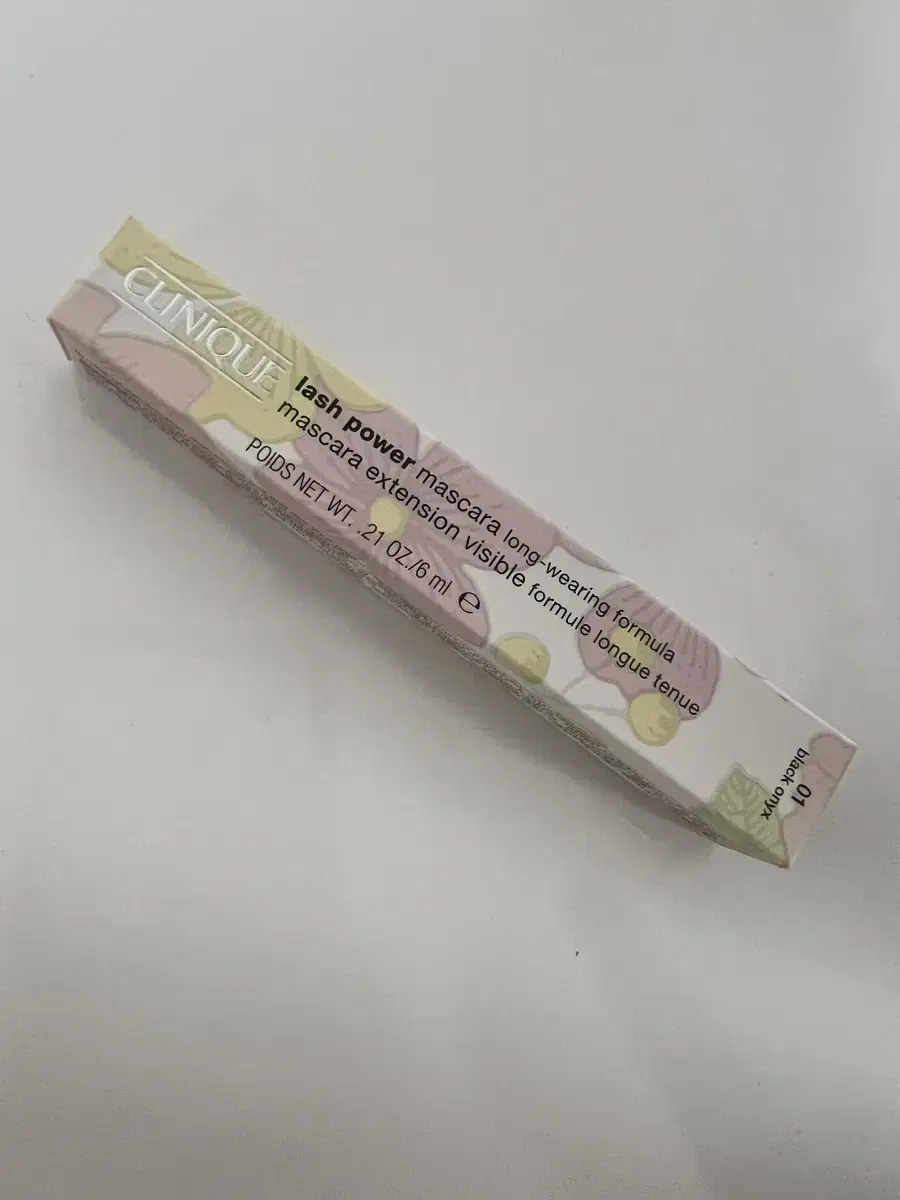 CLINIQUE
lash power mascara long-wearing formula
mascara extension visible formule longue tenue
POIDS NET WT. .21 OZ./6 ml ℮
01
black onyx